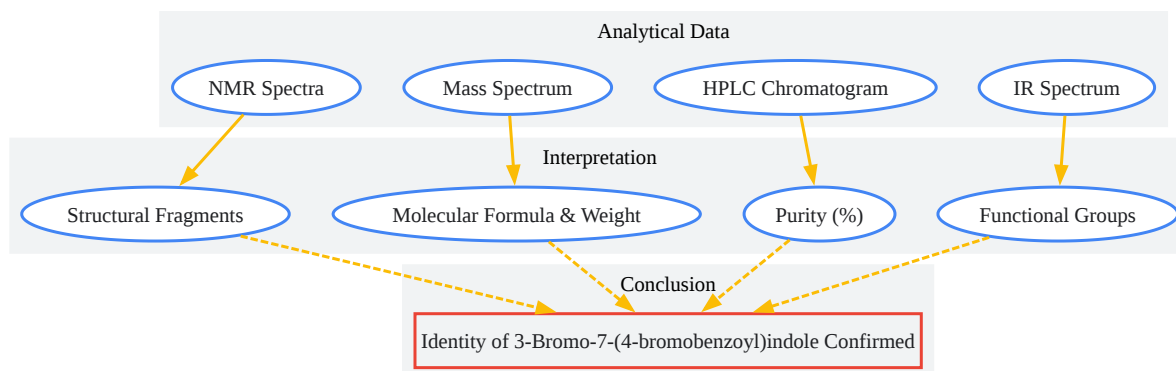 Analytical Data
NMR Spectra
Mass Spectrum
HPLC Chromatogram
IR Spectrum
Interpretation
Structural Fragments
Molecular Formula & Weight
Purity (%)
Functional Groups
Conclusion
Identity of 3-Bromo-7-(4-bromobenzoyl)indole Confirmed